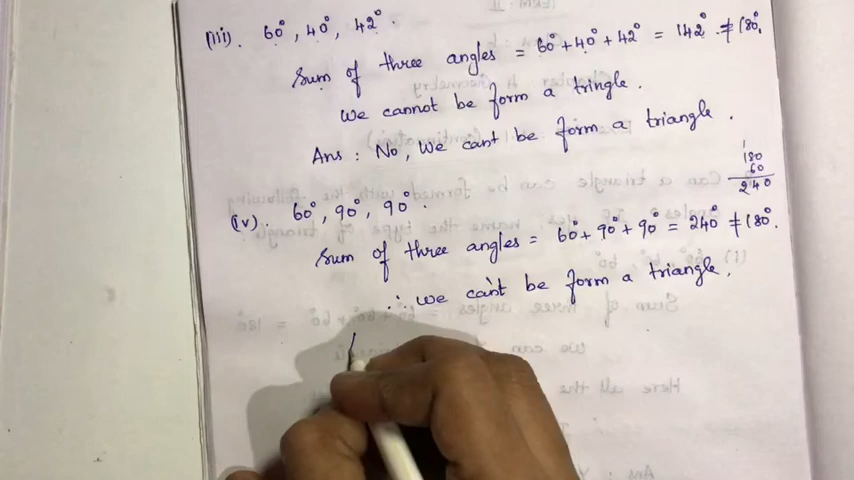 (iii). 60°, 40°, 42°.
Sum of three angles = 60° + 40° + 42° = 142° ≠ 180°.
We cannot be form a tringle.
Ans : No, We can't be form a triangle.
180
60
240
(iv). 60°, 90°, 90°.
Sum of three angles = 60° + 90° + 90° = 240° ≠ 180°.
∴ we can't be form a triangle.